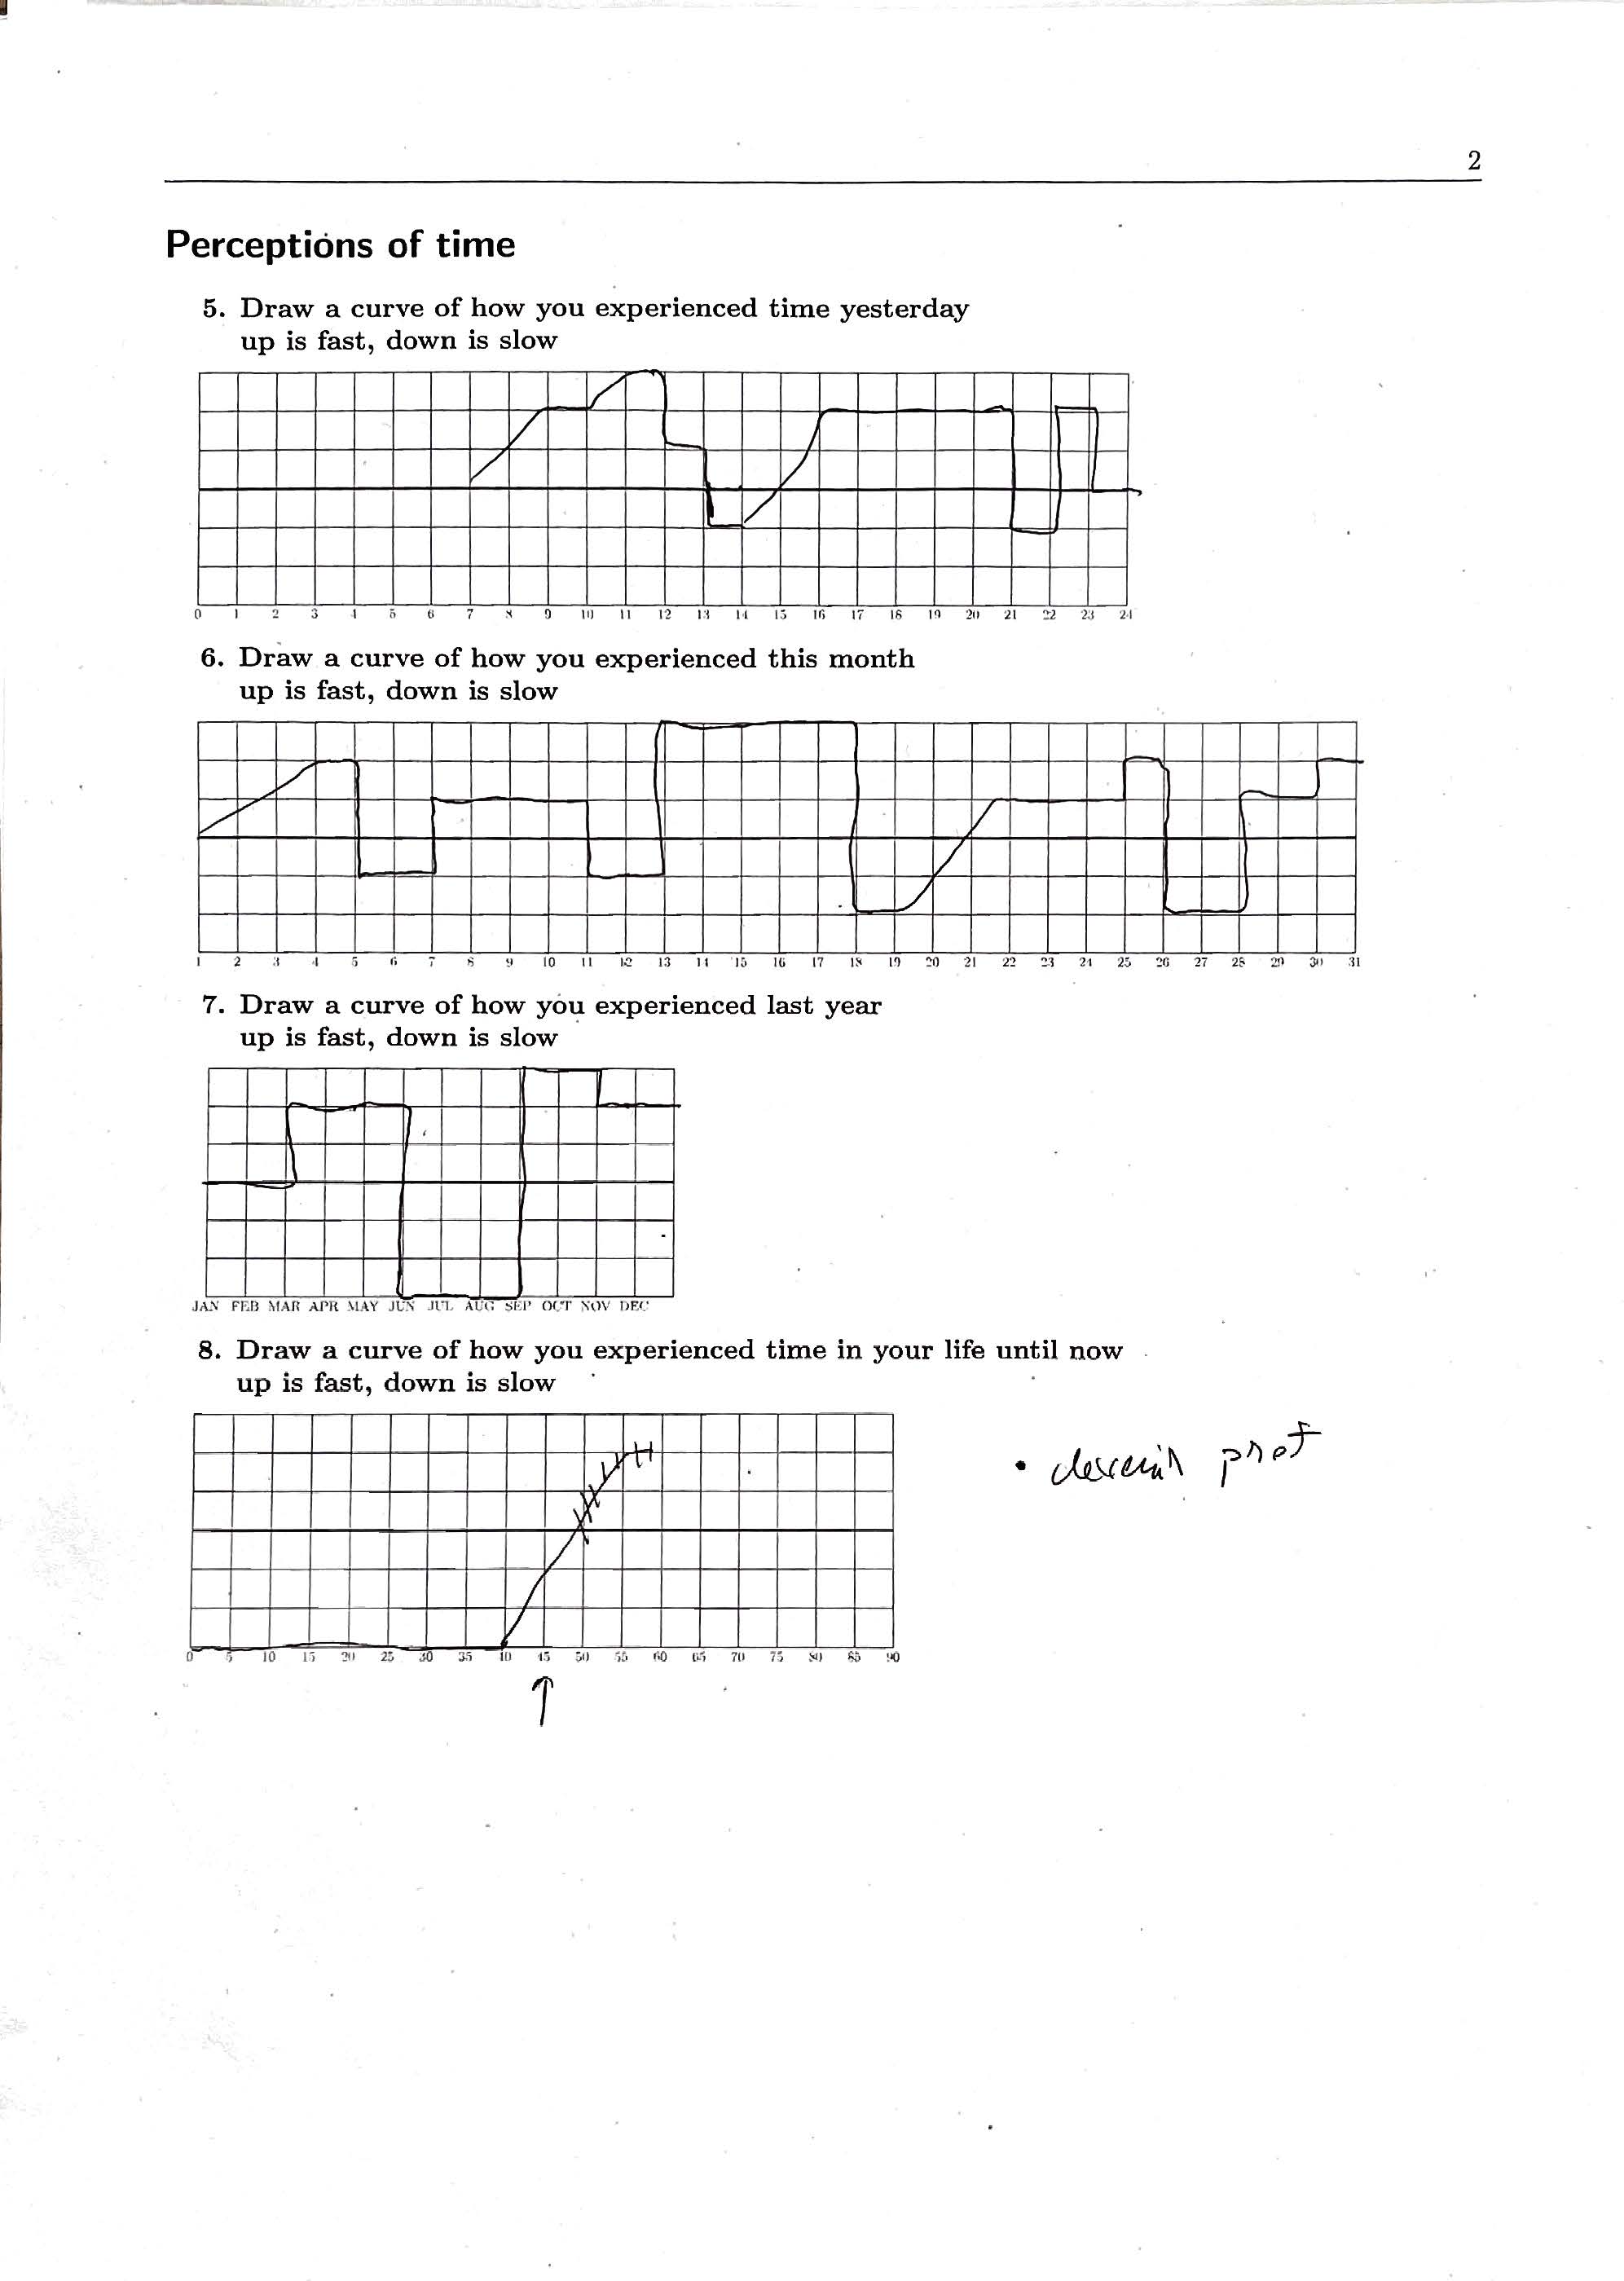 2
Perceptions of time
5. Draw a curve of how you experienced time yesterday
up is fast, down is slow
0 1 2 3 4 5 6 7 8 9 10 11 12 13 14 15 16 17 18 19 20 21 22 23 24
6. Draw a curve of how you experienced this month
up is fast, down is slow
1 2 3 4 5 6 7 8 9 10 11 12 13 14 15 16 17 18 19 20 21 22 23 24 25 26 27 28 29 30 31
7. Draw a curve of how you experienced last year
up is fast, down is slow
JAN FEB MAR APR MAY JUN JUL AUG SEP OCT NOV DEC
8. Draw a curve of how you experienced time in your life until now
up is fast, down is slow
• devenir prof
0 5 10 15 20 25 30 35 40 45 50 55 60 65 70 75 80 85 90